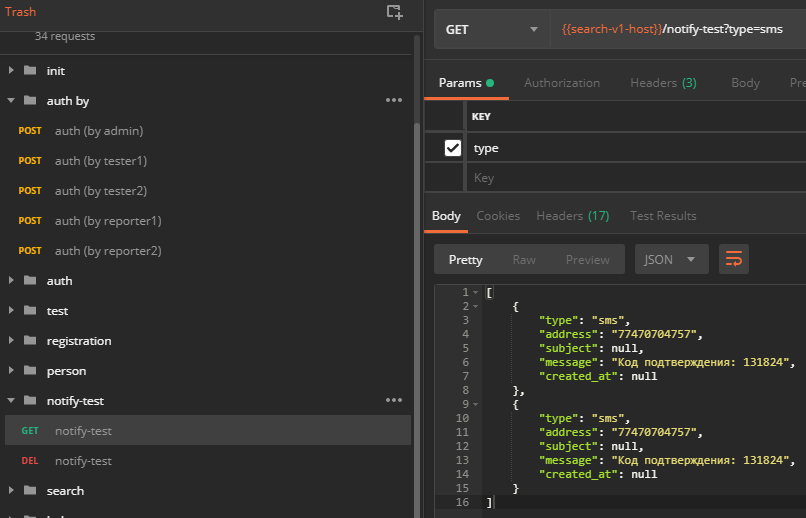 Trash
34 requests
init
auth by
POST auth (by admin)
POST auth (by tester1)
POST auth (by tester2)
POST auth (by reporter1)
POST auth (by reporter2)
auth
test
registration
person
notify-test
GET notify-test
DEL notify-test
search
GET {{search-v1-host}}/notify-test?type=sms
Params Authorization Headers (3) Body
KEY
type
Key
Body Cookies Headers (17) Test Results
Pretty Raw Preview JSON
1 [
2 {
3 "type": "sms",
4 "address": "77470704757",
5 "subject": null,
6 "message": "Код подтверждения: 131824",
7 "created_at": null
8 },
9 {
10 "type": "sms",
11 "address": "77470704757",
12 "subject": null,
13 "message": "Код подтверждения: 131824",
14 "created_at": null
15 }
16 ]